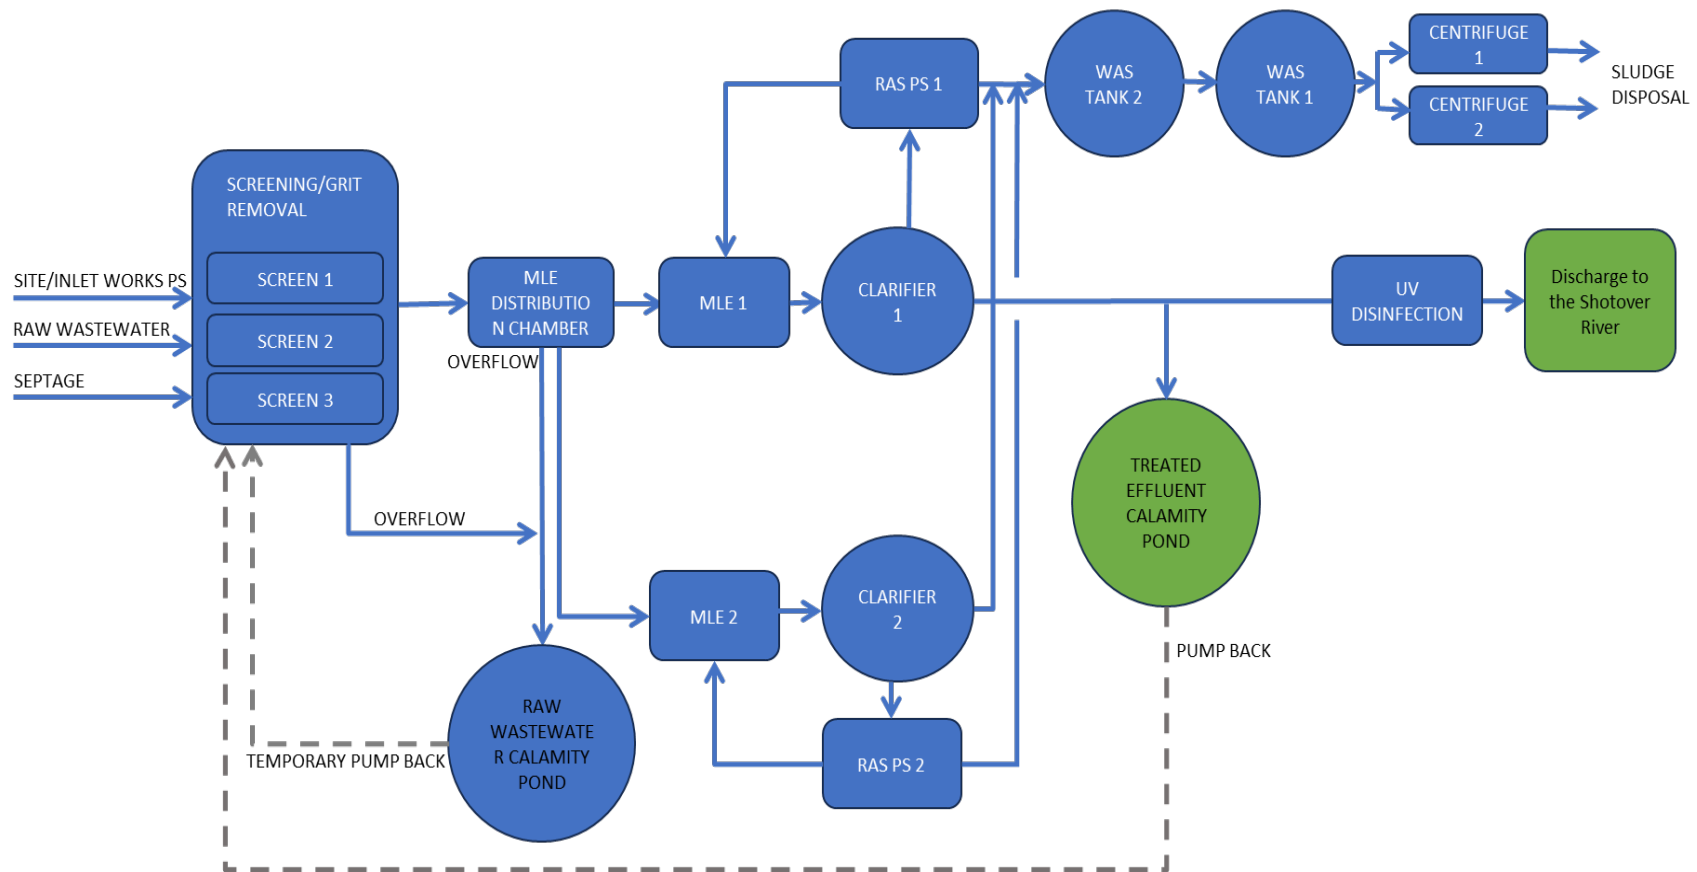 SCREENING/GRIT
REMOVAL
SCREEN 1
SCREEN 2
SCREEN 3
SITE/INLET WORKS PS
RAW WASTEWATER
SEPTAGE
MLE
DISTRIBUTIO
N CHAMBER
OVERFLOW
OVERFLOW
RAW
WASTEWATE
R CALAMITY
POND
TEMPORARY PUMP BACK
MLE 1
CLARIFIER
1
RAS PS 1
MLE 2
CLARIFIER
2
RAS PS 2
WAS
TANK 2
WAS
TANK 1
CENTRIFUGE
1
CENTRIFUGE
2
SLUDGE
DISPOSAL
UV
DISINFECTION
Discharge to
the Shotover
River
TREATED
EFFLUENT
CALAMITY
POND
PUMP BACK